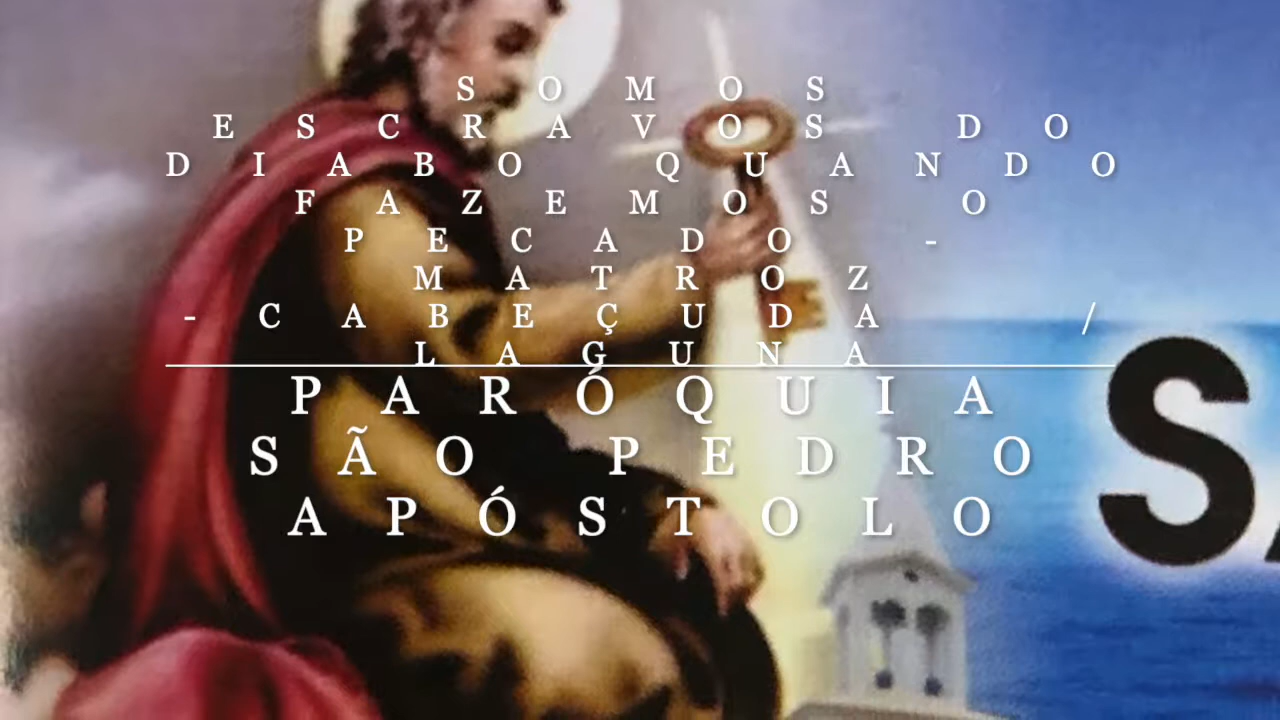 SOMOS
ESCRAVOS DO
DIABO QUANDO
FAZEMOS O
PECADO -
MATROZ
- CABEÇUDA /
LAGUNA
PARÓQUIA
SÃO PEDRO
APÓSTOLO
S